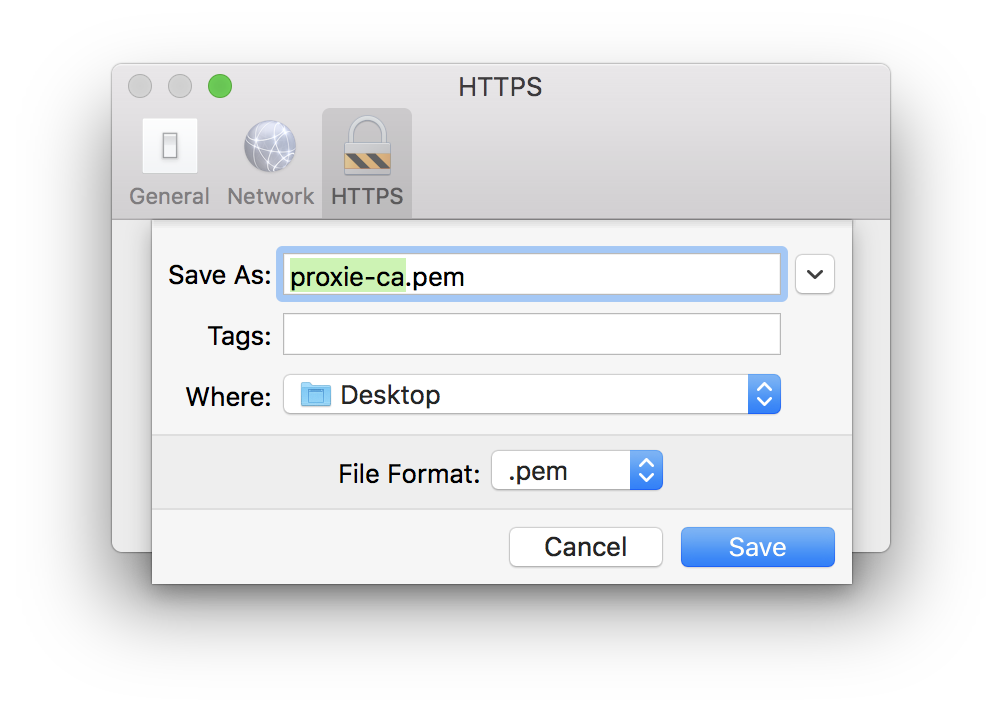 HTTPS
General
Network
HTTPS
Save As: proxie-ca.pem
Tags:
Where: Desktop
File Format: .pem
Cancel
Save